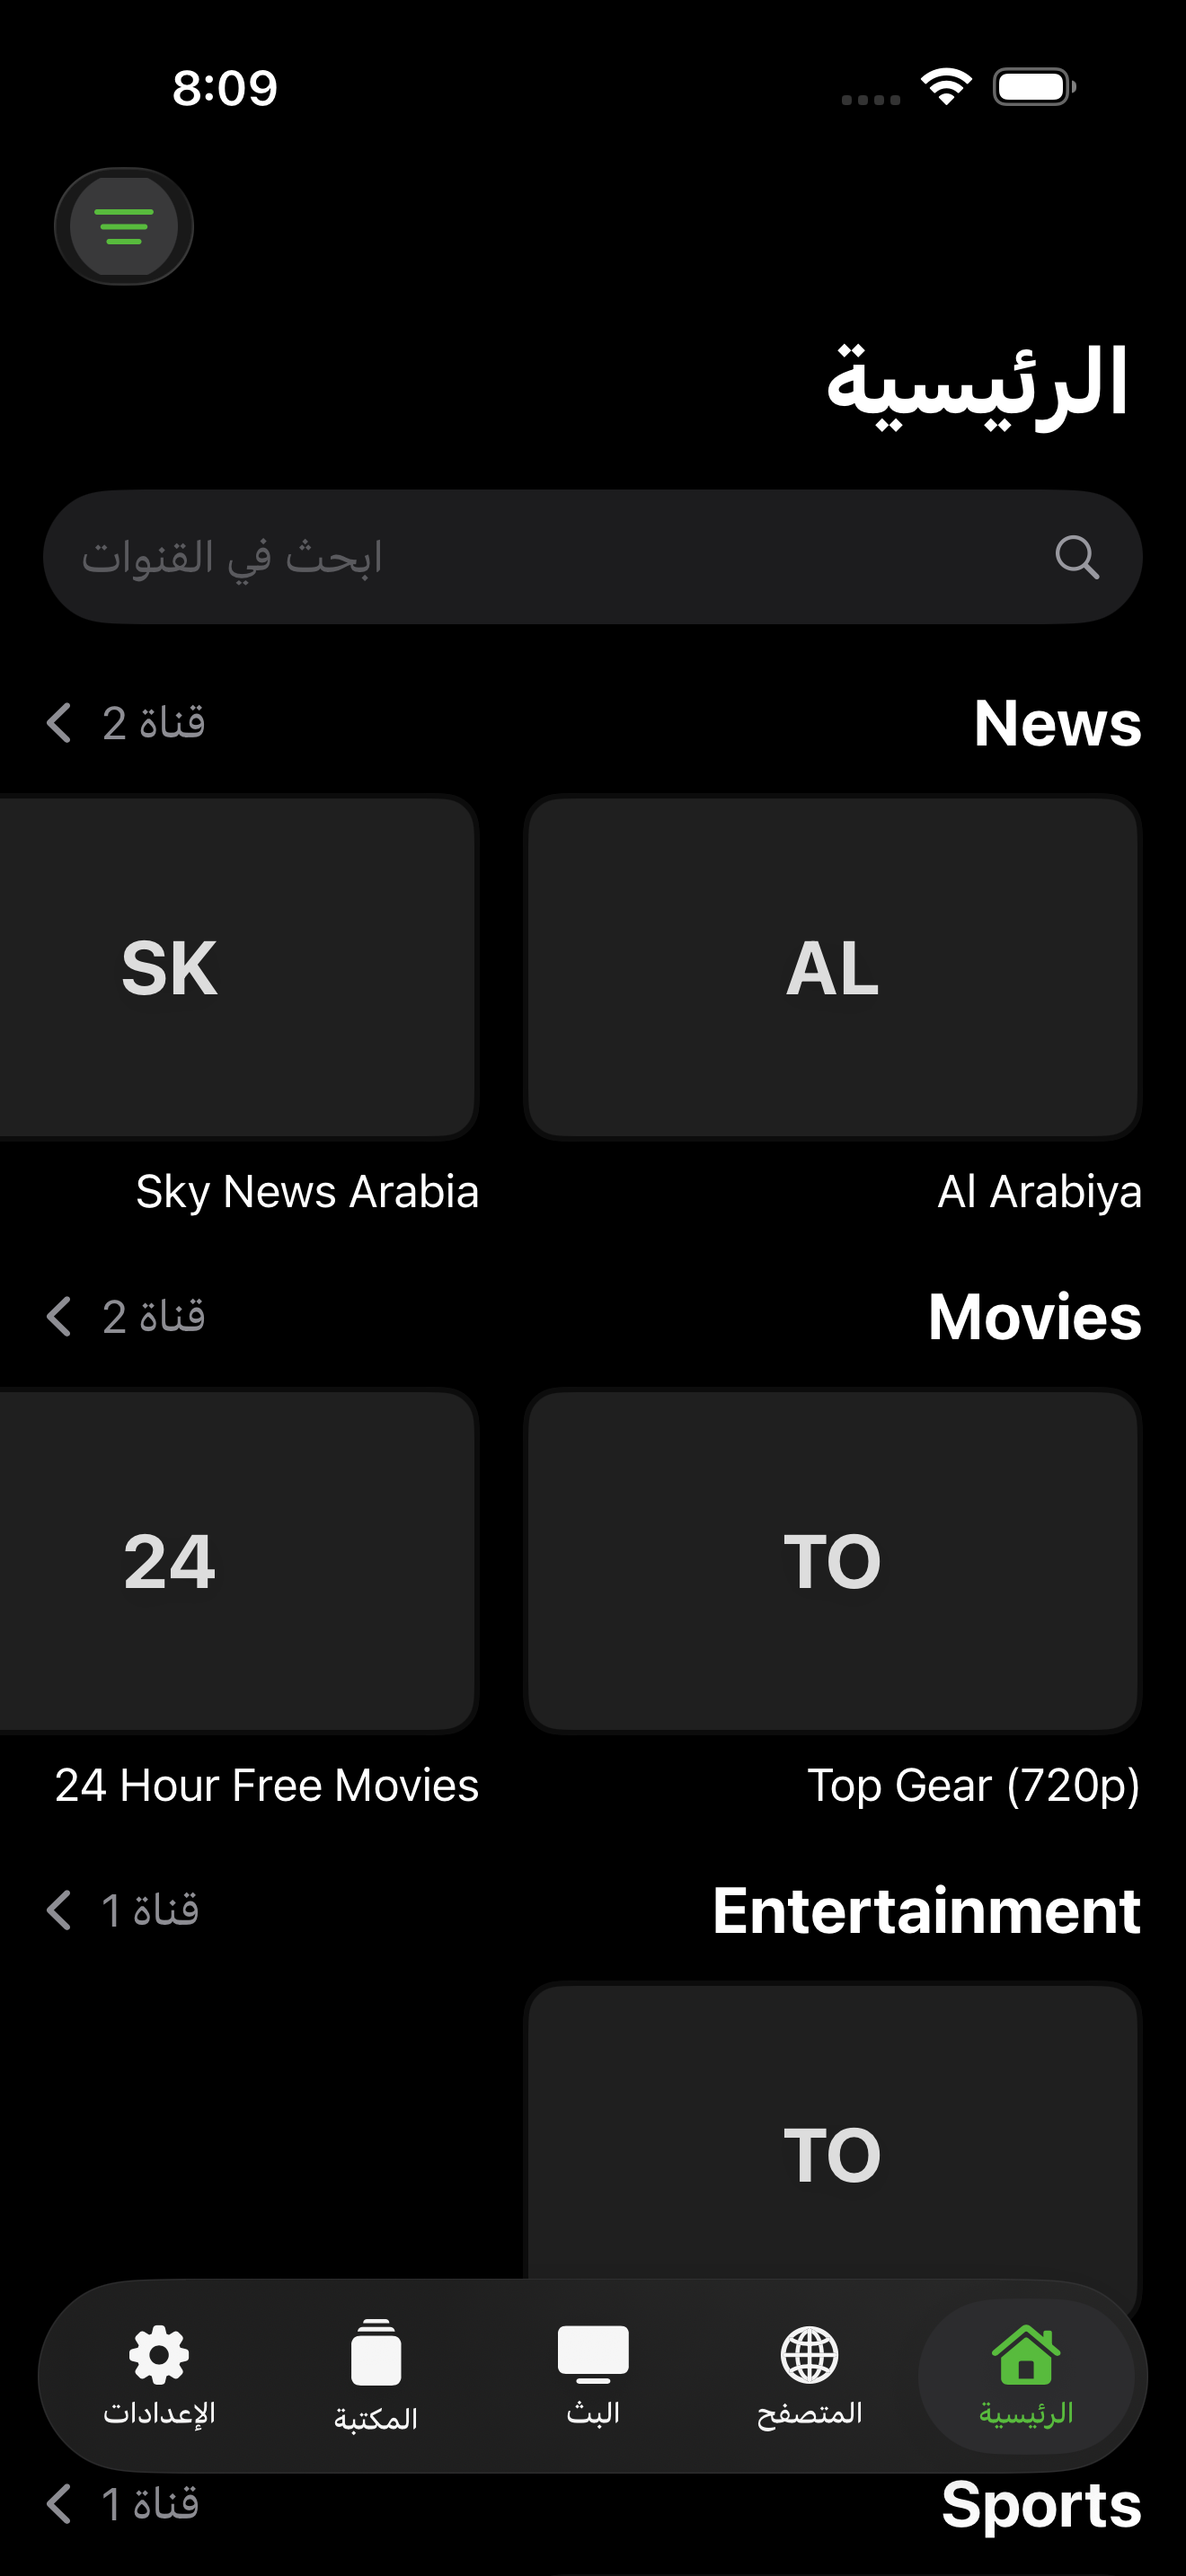 8:09
الرئيسية
ابحث في القنوات
News
2 قناة
AL
SK
Al Arabiya
Sky News Arabia
Movies
2 قناة
TO
24
Top Gear (720p)
24 Hour Free Movies
Entertainment
1 قناة
TO
الرئيسية
المتصفح
البث
المكتبة
الإعدادات
Sports
1 قناة